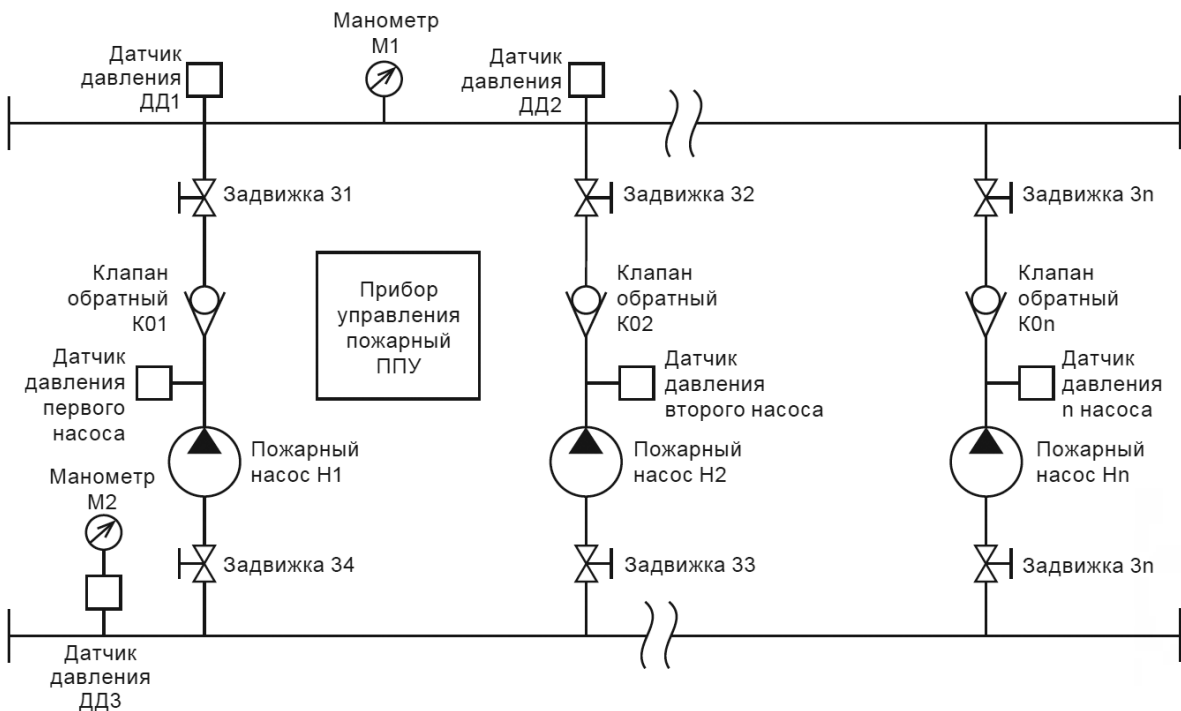 Манометр
М1
Датчик
давления
ДД1
Датчик
давления
ДД2
Задвижка 31
Задвижка 32
Задвижка 3n
Клапан
обратный
К01
Прибор
управления
пожарный
ППУ
Клапан
обратный
К02
Клапан
обратный
К0n
Датчик
давления
первого
насоса
Датчик
давления
второго насоса
Датчик
давления
n насоса
Пожарный
насос Н1
Пожарный
насос Н2
Пожарный
насос Нn
Манометр
М2
Задвижка 34
Задвижка 33
Задвижка 3n
Датчик
давления
ДД3